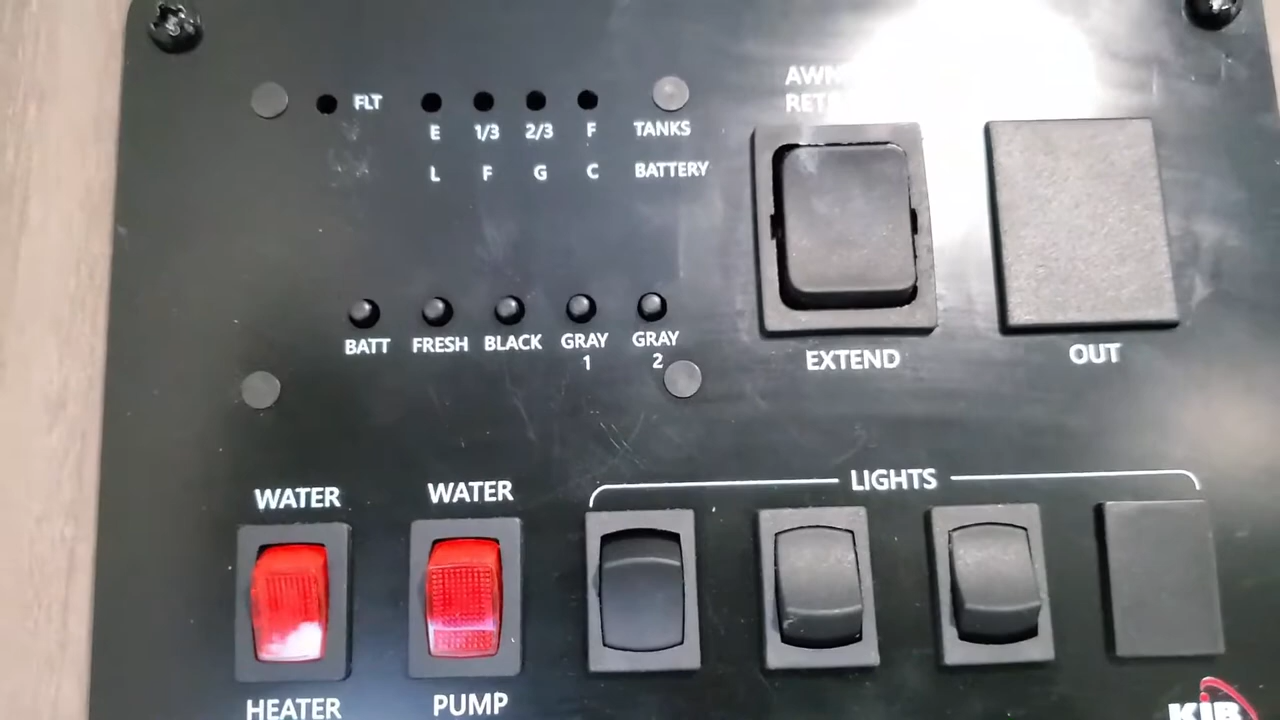 FLT
E 1/3 2/3 F TANKS
L F G C BATTERY
EXTEND
OUT
BATT FRESH BLACK GRAY 1 GRAY 2
LIGHTS
WATER HEATER
WATER PUMP
KIB